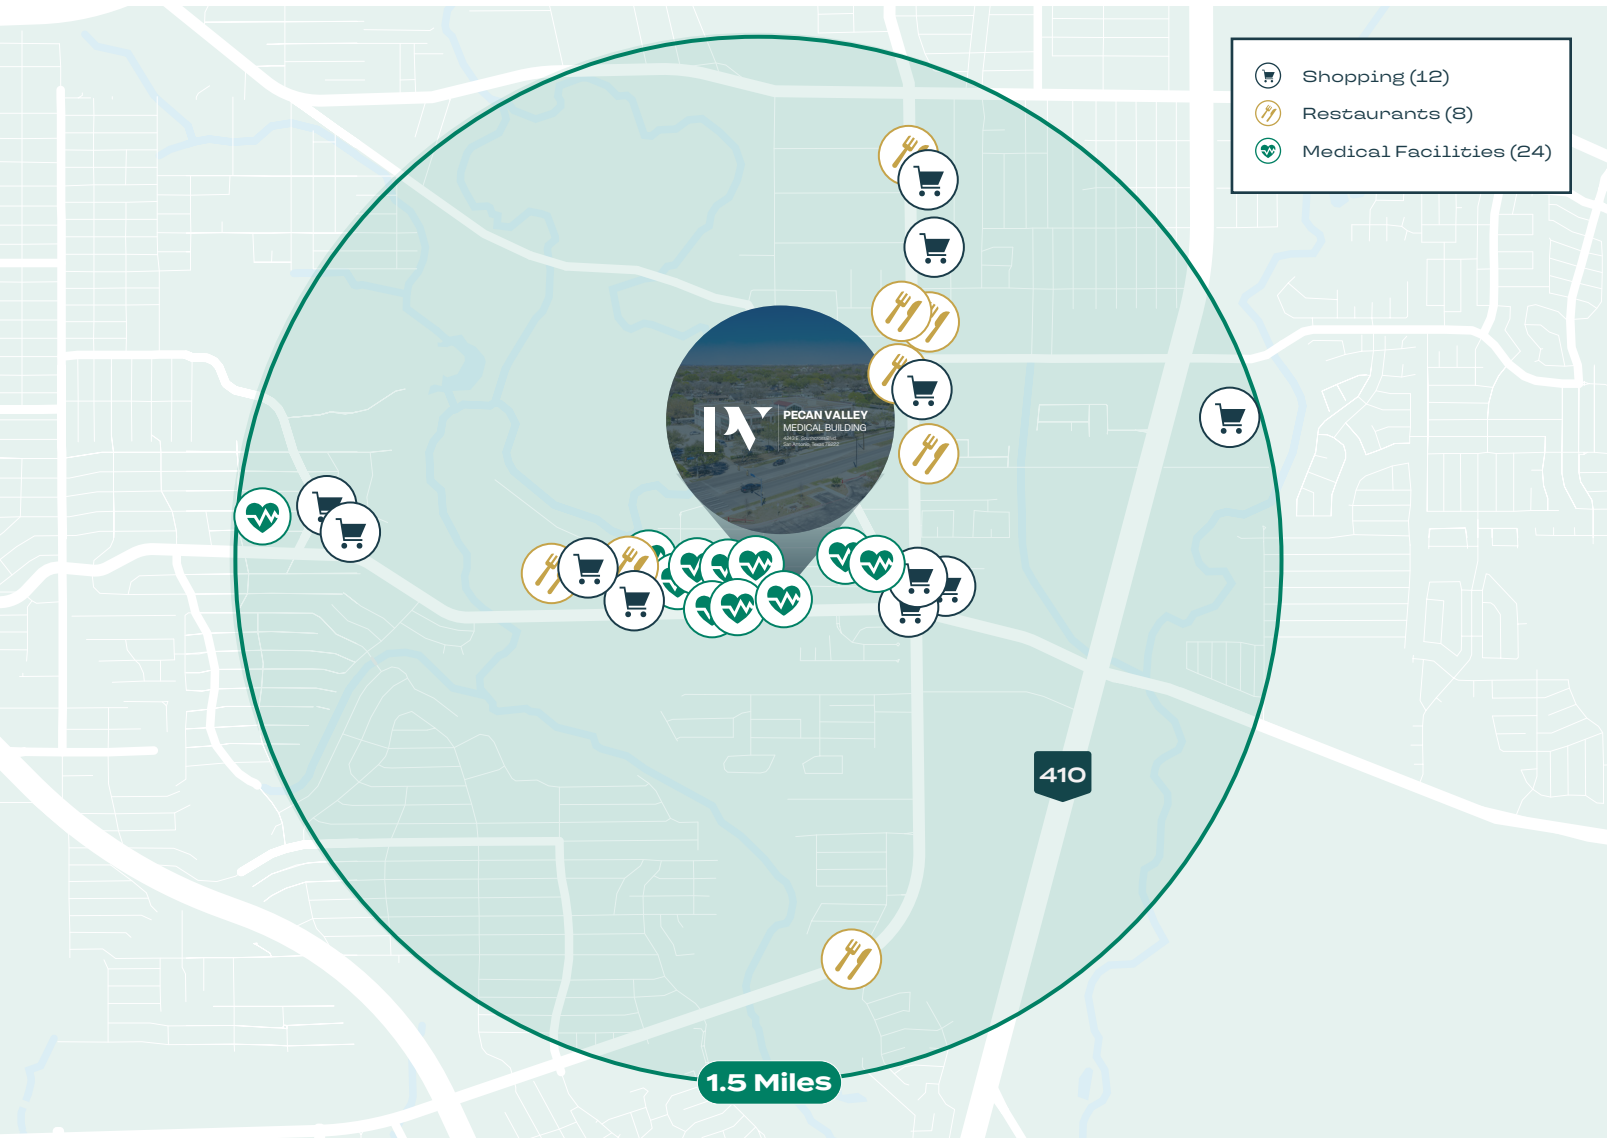 Shopping (12)
Restaurants (8)
Medical Facilities (24)
PECAN VALLEY
MEDICAL BUILDING
410
1.5 Miles